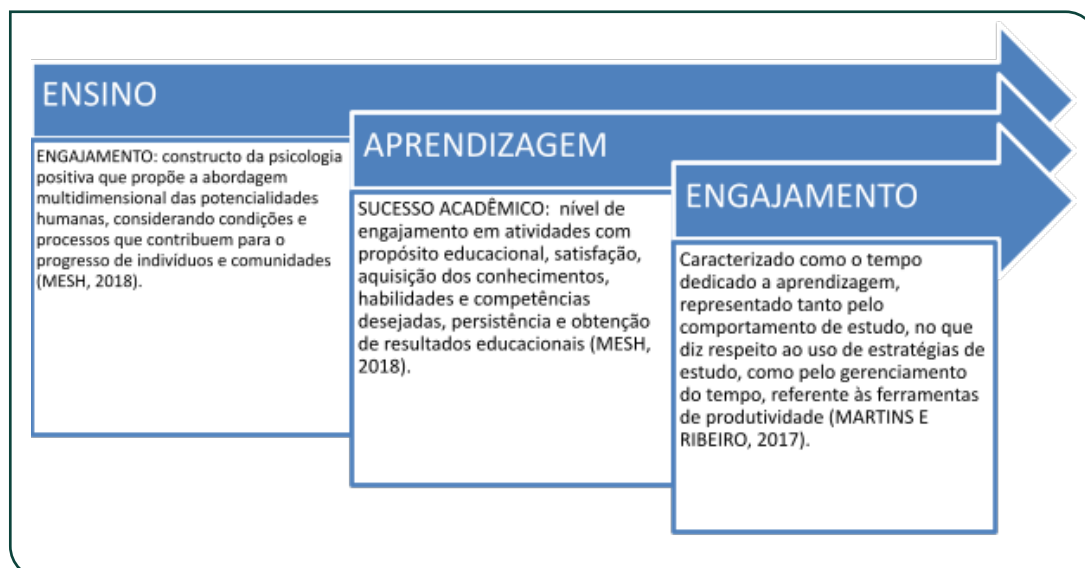 ENSINO
ENGAJAMENTO: constructo da psicologia
positiva que propõe a abordagem
multidimensional das potencialidades
humanas, considerando condições e
processos que contribuem para o
progresso de indivíduos e comunidades
(MESH, 2018).
APRENDIZAGEM
SUCESSO ACADÊMICO: nível de
engajamento em atividades com
propósito educacional, satisfação,
aquisição dos conhecimentos,
habilidades e competências
desejadas, persistência e obtenção
de resultados educacionais (MESH,
2018).
ENGAJAMENTO
Caracterizado como o tempo
dedicado a aprendizagem,
representado tanto pelo
comportamento de estudo, no que
diz respeito ao uso de estratégias de
estudo, como pelo gerenciamento
do tempo, referente às ferramentas
de produtividade (MARTINS E
RIBEIRO, 2017).